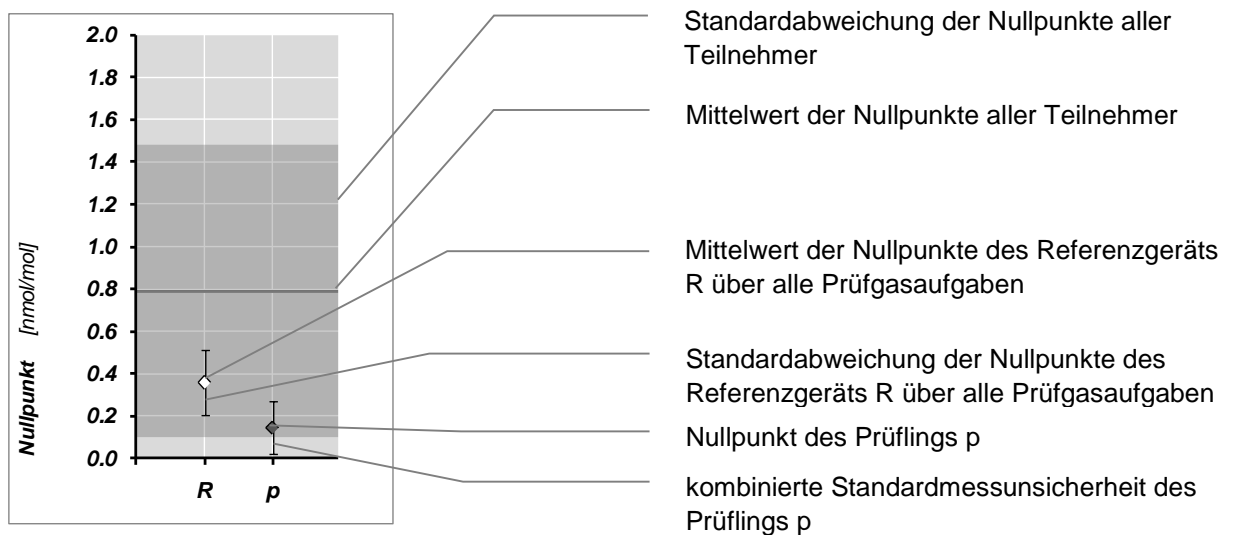 Nullpunkt [nmol/mol]
2.0
1.8
1.6
1.4
1.2
1.0
0.8
0.6
0.4
0.2
0.0
R p
Standardabweichung der Nullpunkte aller
Teilnehmer
Mittelwert der Nullpunkte aller Teilnehmer
Mittelwert der Nullpunkte des Referenzgeräts
R über alle Prüfgasaufgaben
Standardabweichung der Nullpunkte des
Referenzgeräts R über alle Prüfgasaufgaben
Nullpunkt des Prüflings p
kombinierte Standardmessunsicherheit des
Prüflings p